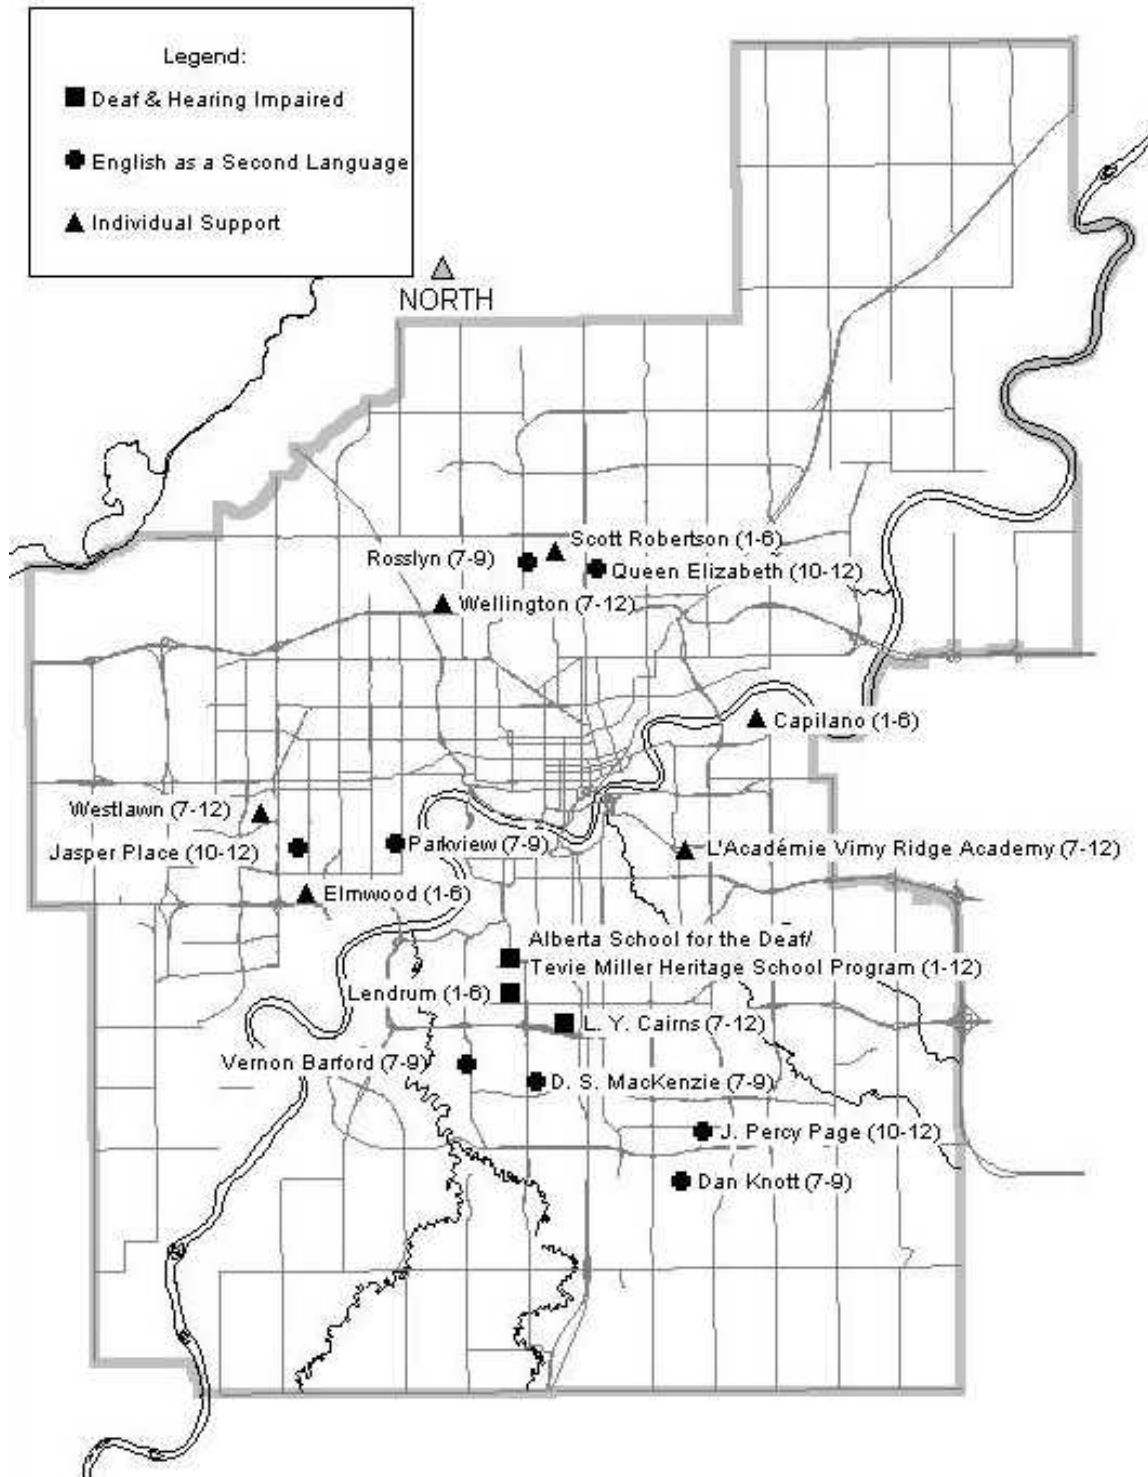 Legend:
Deaf & Hearing Impaired
English as a Second Language
Individual Support
NORTH
Scott Robertson (1-6)
Rosslyn (7-9)
Queen Elizabeth (10-12)
Wellington (7-12)
Capilano (1-6)
Westlawn (7-12)
Parkview (7-9)
Jasper Place (10-12)
L'Académie Vimy Ridge Academy (7-12)
Elmwood (1-6)
Alberta School for the Deaf/
Tevie Miller Heritage School Program (1-12)
Lendrum (1-6)
L. Y. Cairns (7-12)
Vernon Barford (7-9)
D. S. MacKenzie (7-9)
J. Percy Page (10-12)
Dan Knott (7-9)